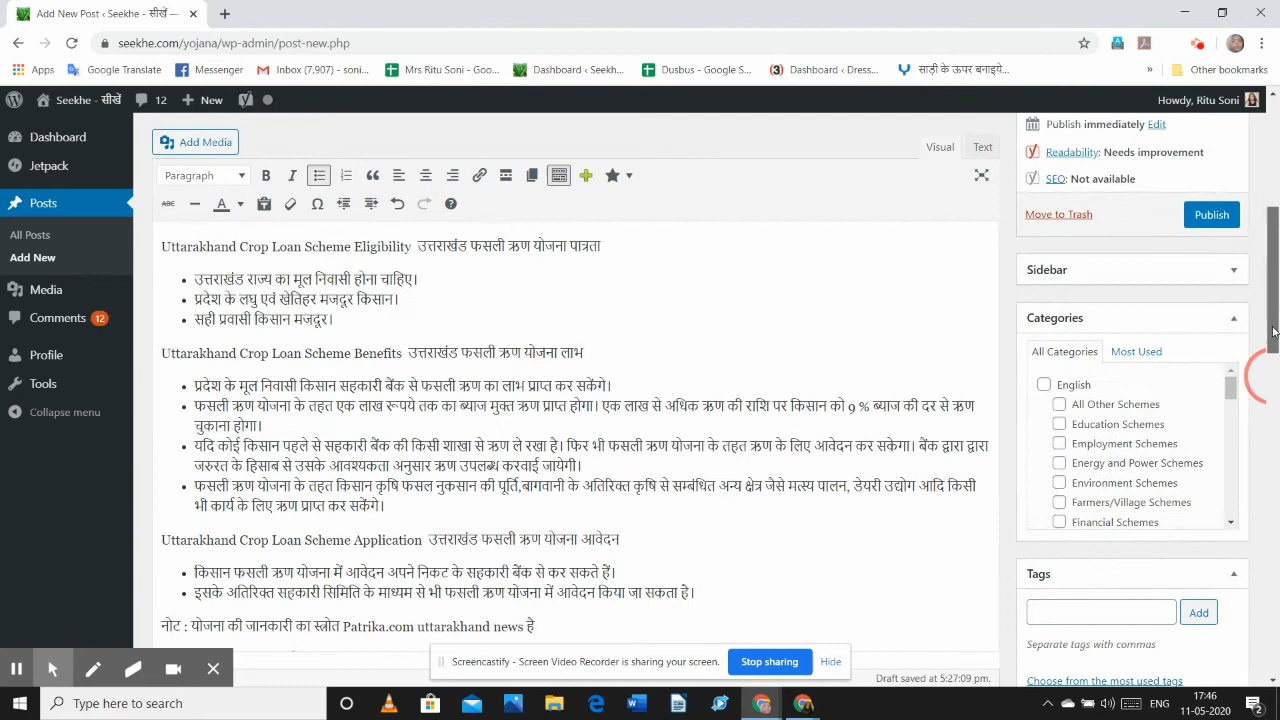 Add New Post ‹ Seekhe - सीखें —
seekhe.com/yojana/wp-admin/post-new.php
Apps Google Translate Messenger Inbox (7,907) - soni... Mrs Ritu Soni - Goo... Dashboard ‹ Seekh... Dusbus - Google S... Dashboard ‹ Dress... साड़ी के ऊपर बनाइपे... » Other bookmarks
Seekhe - सीखें 12 + New Howdy, Ritu Soni
Dashboard
Jetpack
Posts
All Posts
Add New
Media
Comments 12
Profile
Tools
Collapse menu
Add Media
Visual Text
Paragraph
B I
ABC A
Uttarakhand Crop Loan Scheme Eligibility उत्तराखंड फसली ऋण योजना पात्रता
उत्तराखंड राज्य का मूल निवासी होना चाहिए।
प्रदेश के लघु एवं खेतिहर मजदूर किसान।
सही प्रवासी किसान मजदूर।
Uttarakhand Crop Loan Scheme Benefits उत्तराखंड फसली ऋण योजना लाभ
प्रदेश के मूल निवासी किसान सहकारी बेंक से फसली ऋण का लाभ प्राप्त कर सकेंगे।
फसली ऋण योजना के तहत एक लाख रूपये तक का ब्याज मुक्त ऋण प्राप्त होगा। एक लाख से अधिक ऋण की राशि पर किसान को 9 % ब्याज की दर से ऋण
चुकाना होगा।
यदि कोई किसान पहले से सहकारी बेंक की किसी शाखा से ऋण ले रखा है। फिर भी फसली ऋण योजना के तहत ऋण के लिए आवेदन कर सकेगा। बेंक द्वारा द्वारा
जरुरत के हिसाब से उसके आवश्यकता अनुसार ऋण उपलब्ध करवाई जायेगी।
फसली ऋण योजना के तहत किसान कृषि फसल नुकसान की पूर्ति,बागवानी के अतिरिक्त कृषि से सम्बंधित अन्य क्षेत्र जेसे मत्स्य पालन, डेयरी उद्योग आदि किसी
भी कार्य के लिए ऋण प्राप्त कर सकेंगे।
Uttarakhand Crop Loan Scheme Application उत्तराखंड फसली ऋण योजना आवेदन
किसान फसली ऋण योजना में आवेदन अपने निकट के सहकारी बेंक से कर सकते हैं।
इसके अतिरिक्त सहकारी सिमिति के माध्यम से भी फसली ऋण योजना में आवेदन किया जा सकता है।
नोट : योजना की जानकारी का स्त्रोत Patrika.com uttarakhand news है
Draft saved at 5:27:09 pm.
Publish immediately Edit
Readability: Needs improvement
SEO: Not available
Move to Trash Publish
Sidebar
Categories
All Categories Most Used
English
All Other Schemes
Education Schemes
Employment Schemes
Energy and Power Schemes
Environment Schemes
Farmers/Village Schemes
Financial Schemes
Tags
Add
Separate tags with commas
Choose from the most used tags
Screencastify - Screen Video Recorder is sharing your screen. Stop sharing Hide
Type here to search
ENG
17:46
11-05-2020
2